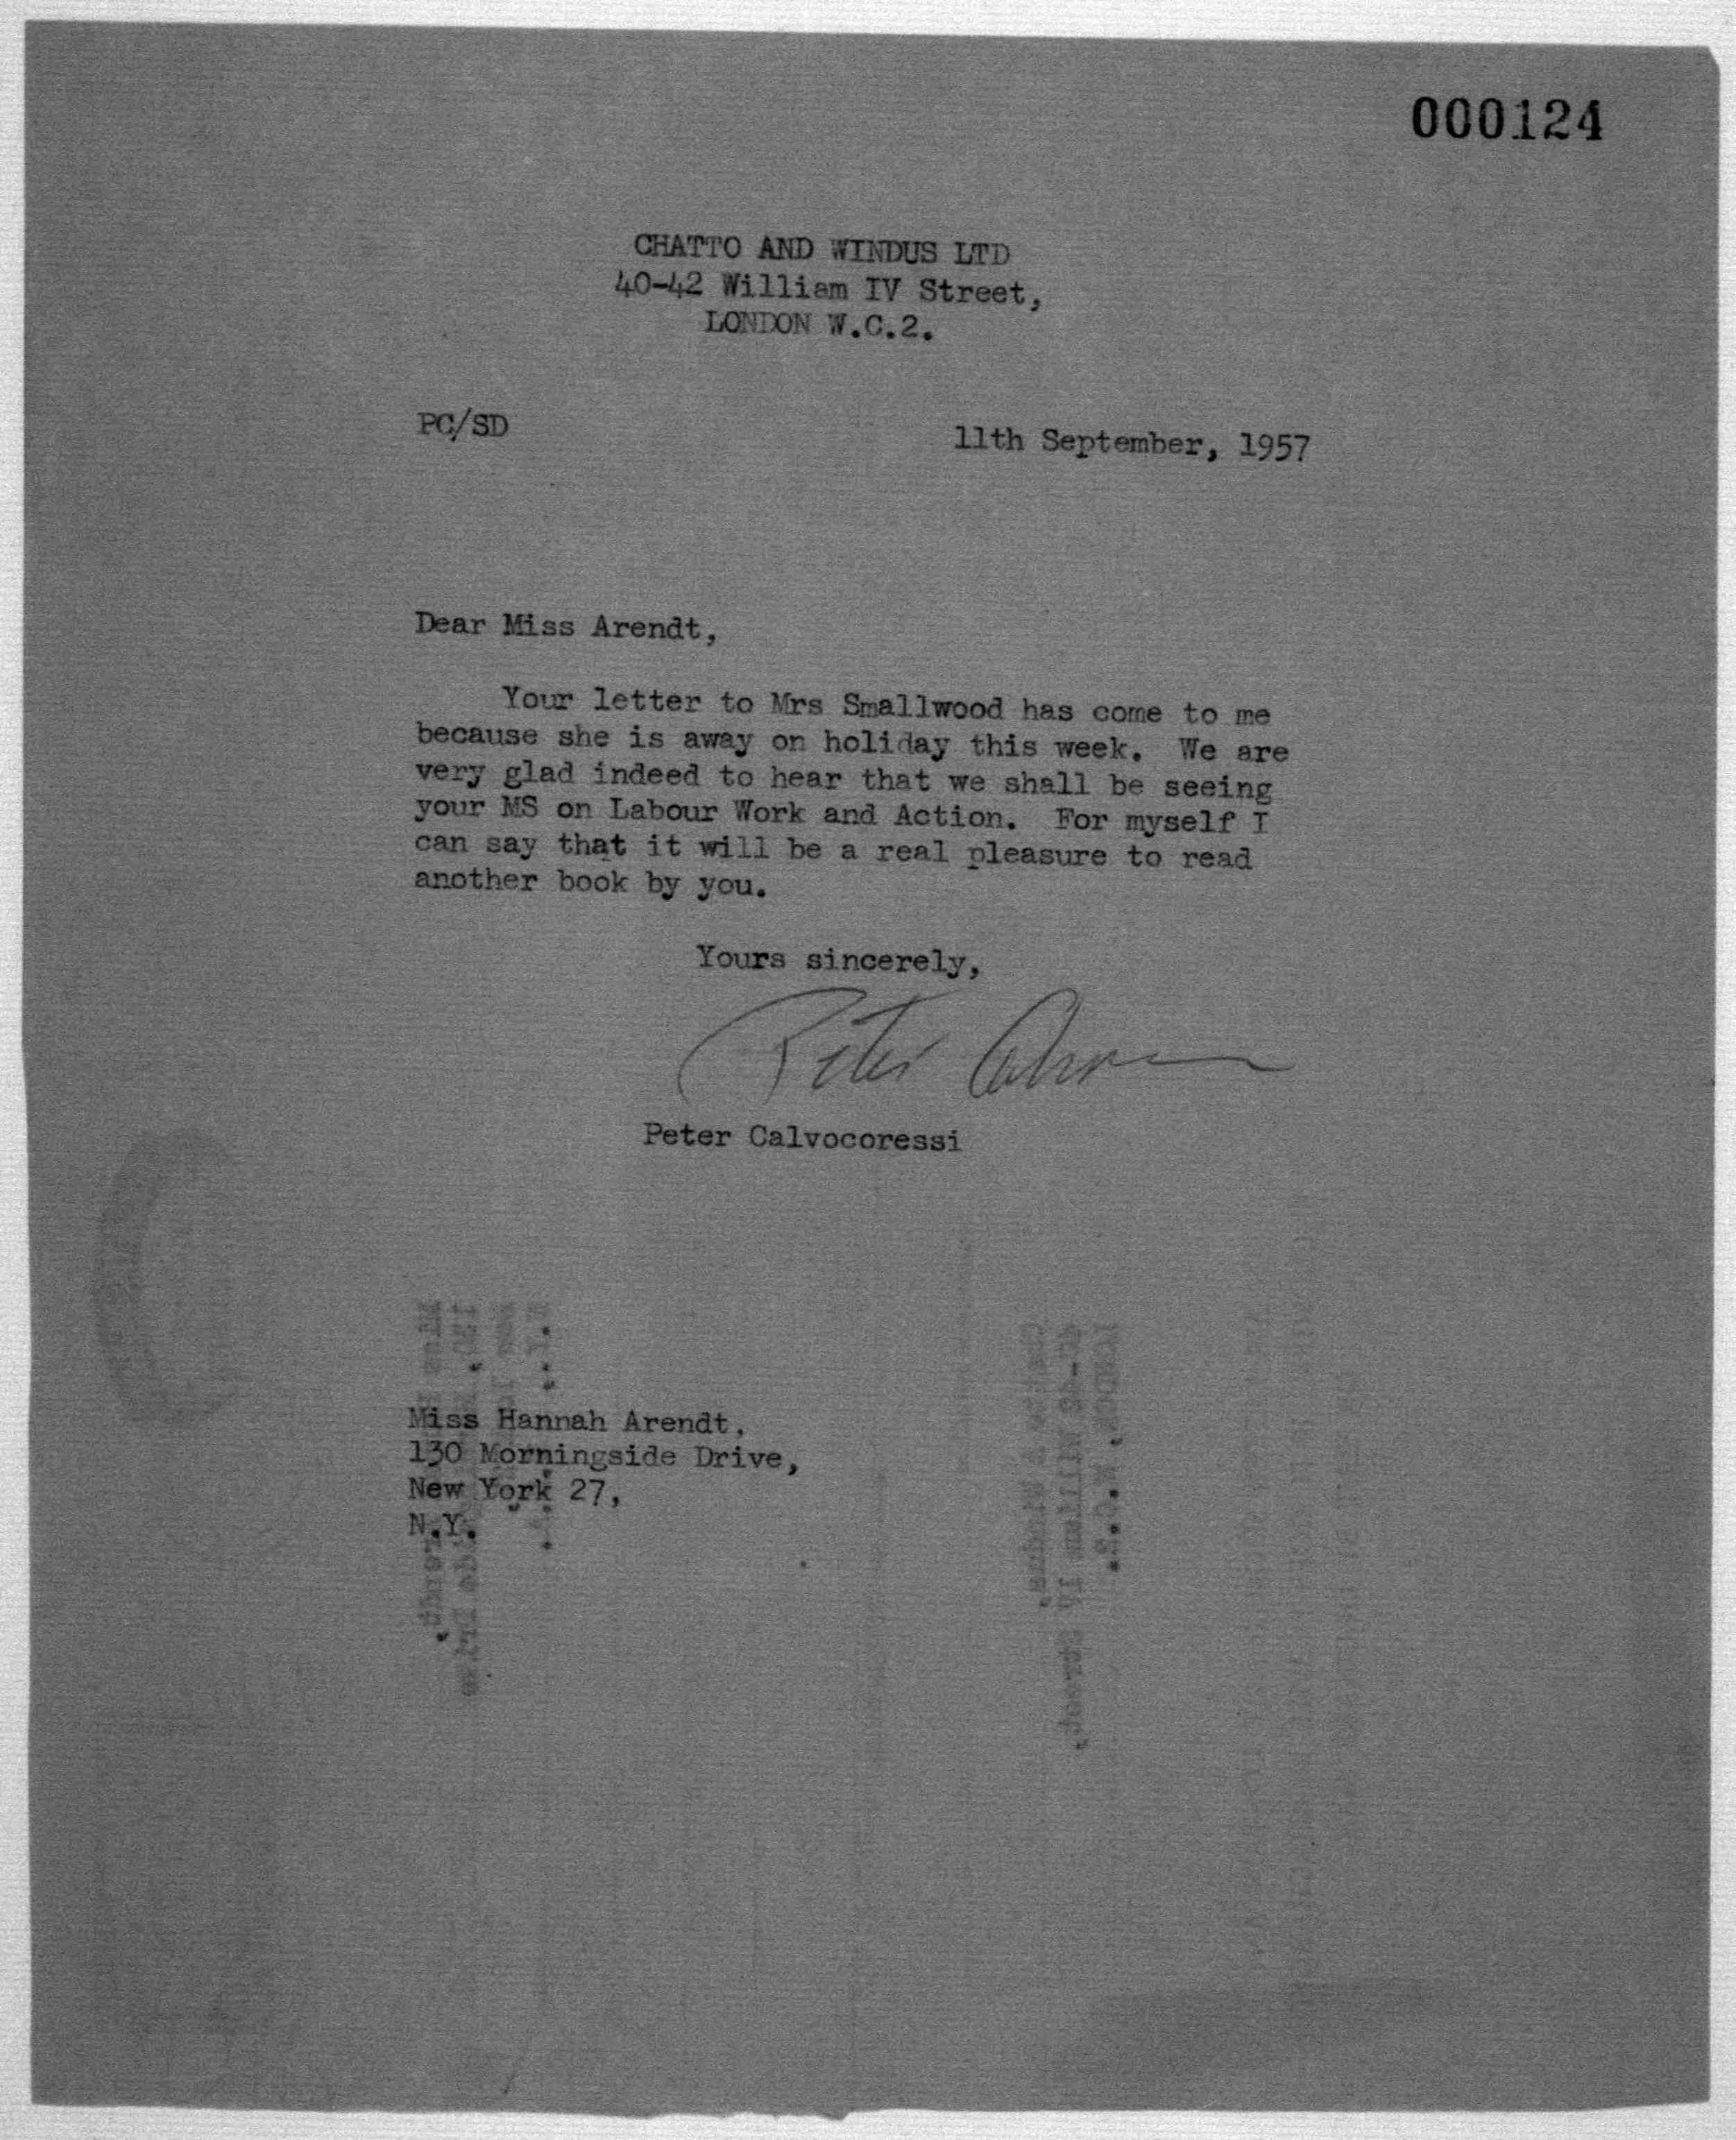 000124
CHATTO AND WINDUS LTD
40-42 William IV Street,
LONDON W.C.2.
PC/SD
11th September, 1957
Dear Miss Arendt,
Your letter to Mrs Smallwood has come to me
because she is away on holiday this week. We are
very glad indeed to hear that we shall be seeing
your MS on Labour Work and Action. For myself I
can say that it will be a real pleasure to read
another book by you.
Yours sincerely,
Peter
Peter Calvocoressi
Miss Hannah Arendt,
130 Morningside Drive,
New York 27,
N.Y.